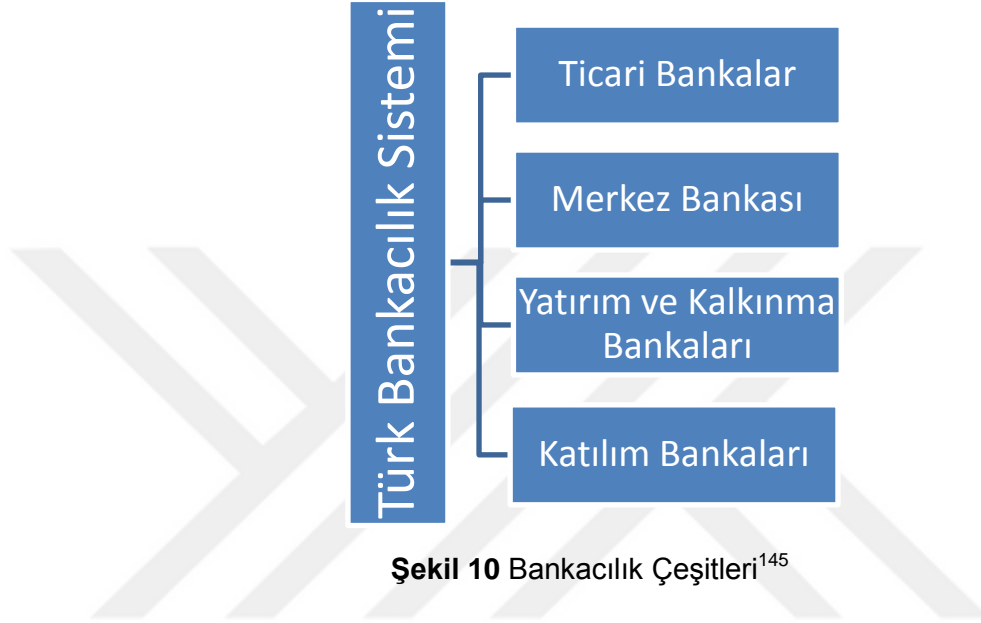 Türk Bankacılık Sistemi
Ticari Bankalar
Merkez Bankası
Yatırım ve Kalkınma
Bankaları
Katılım Bankaları
Şekil 10 Bankacılık Çeşitleri145